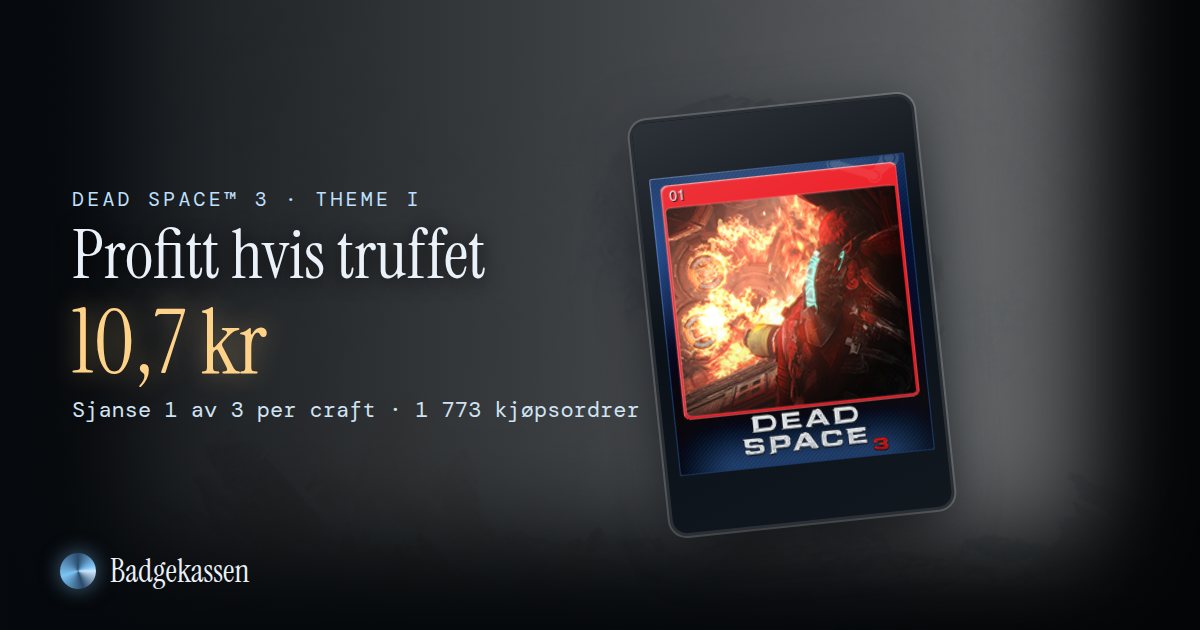 DEAD SPACE™ 3 · THEME I
Profitt hvis truffet
10,7 kr
Sjanse 1 av 3 per craft · 1 773 kjøpsordrer
01
DEAD
SPACE 3
Badgekassen